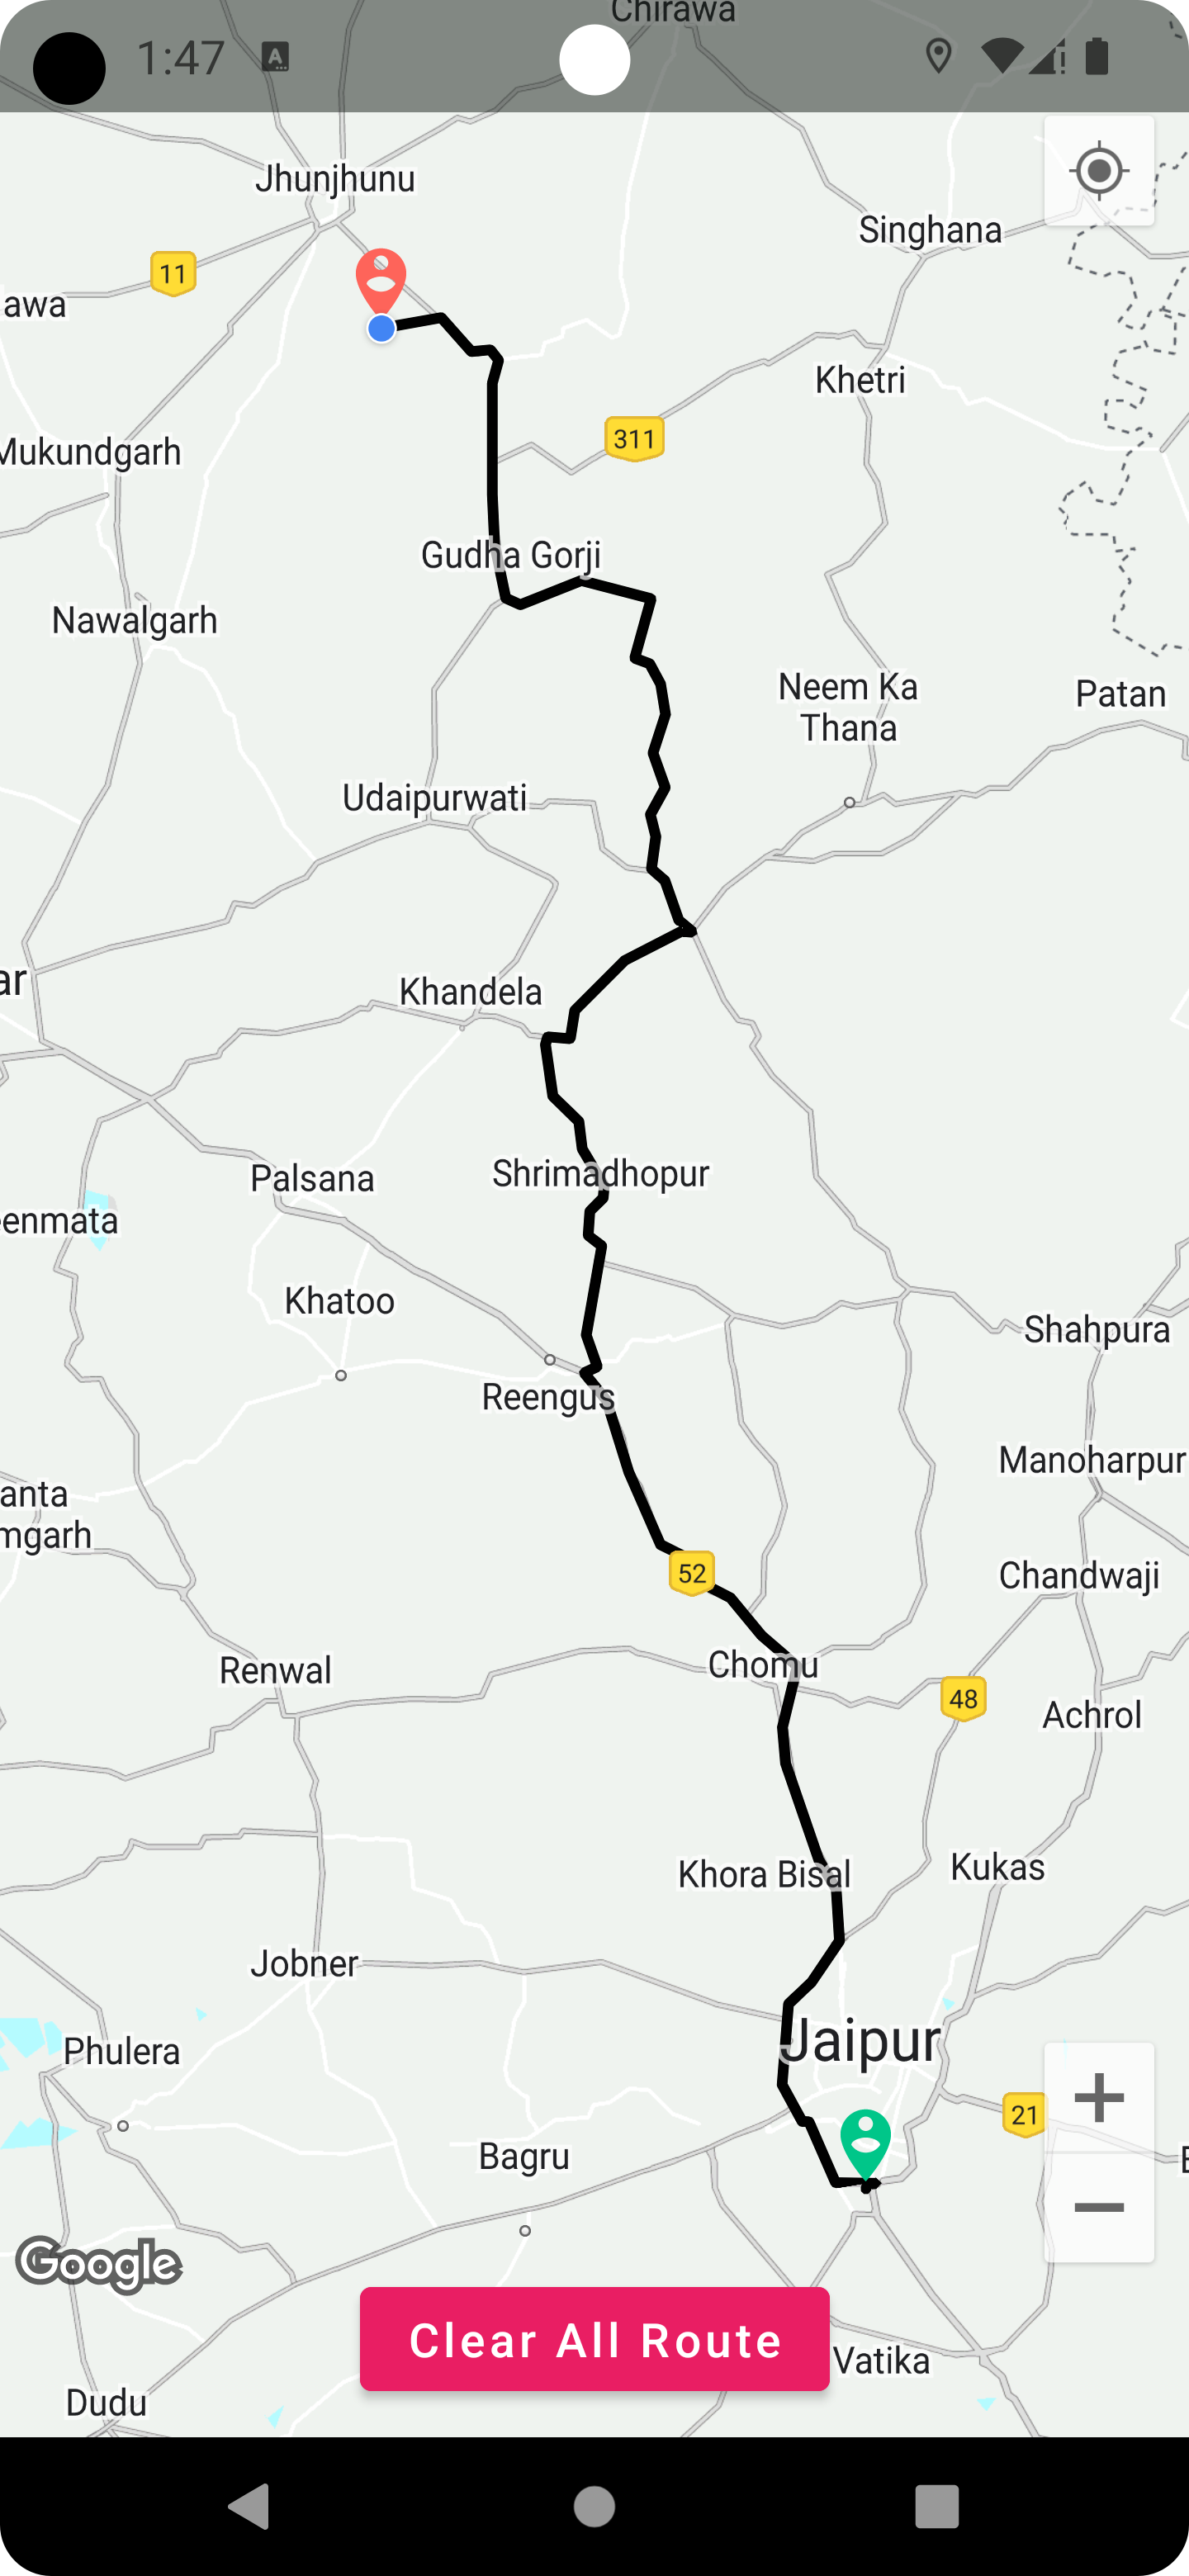 Chirawa
1:47
A
Jhunjhunu
Singhana
11
awa
Khetri
311
Mukundgarh
Gudha Gorji
Nawalgarh
Neem Ka
Thana
Patan
Udaipurwati
ar
Khandela
Shrimadhopur
Palsana
enmata
Khatoo
Shahpura
Reengus
Manoharpur
anta
mgarh
52
Chandwaji
Chomu
Renwal
48
Achrol
Khora Bisal
Kukas
Jobner
Jaipur
Phulera
21
Bagru
Google
Clear All Route
Vatika
Dudu